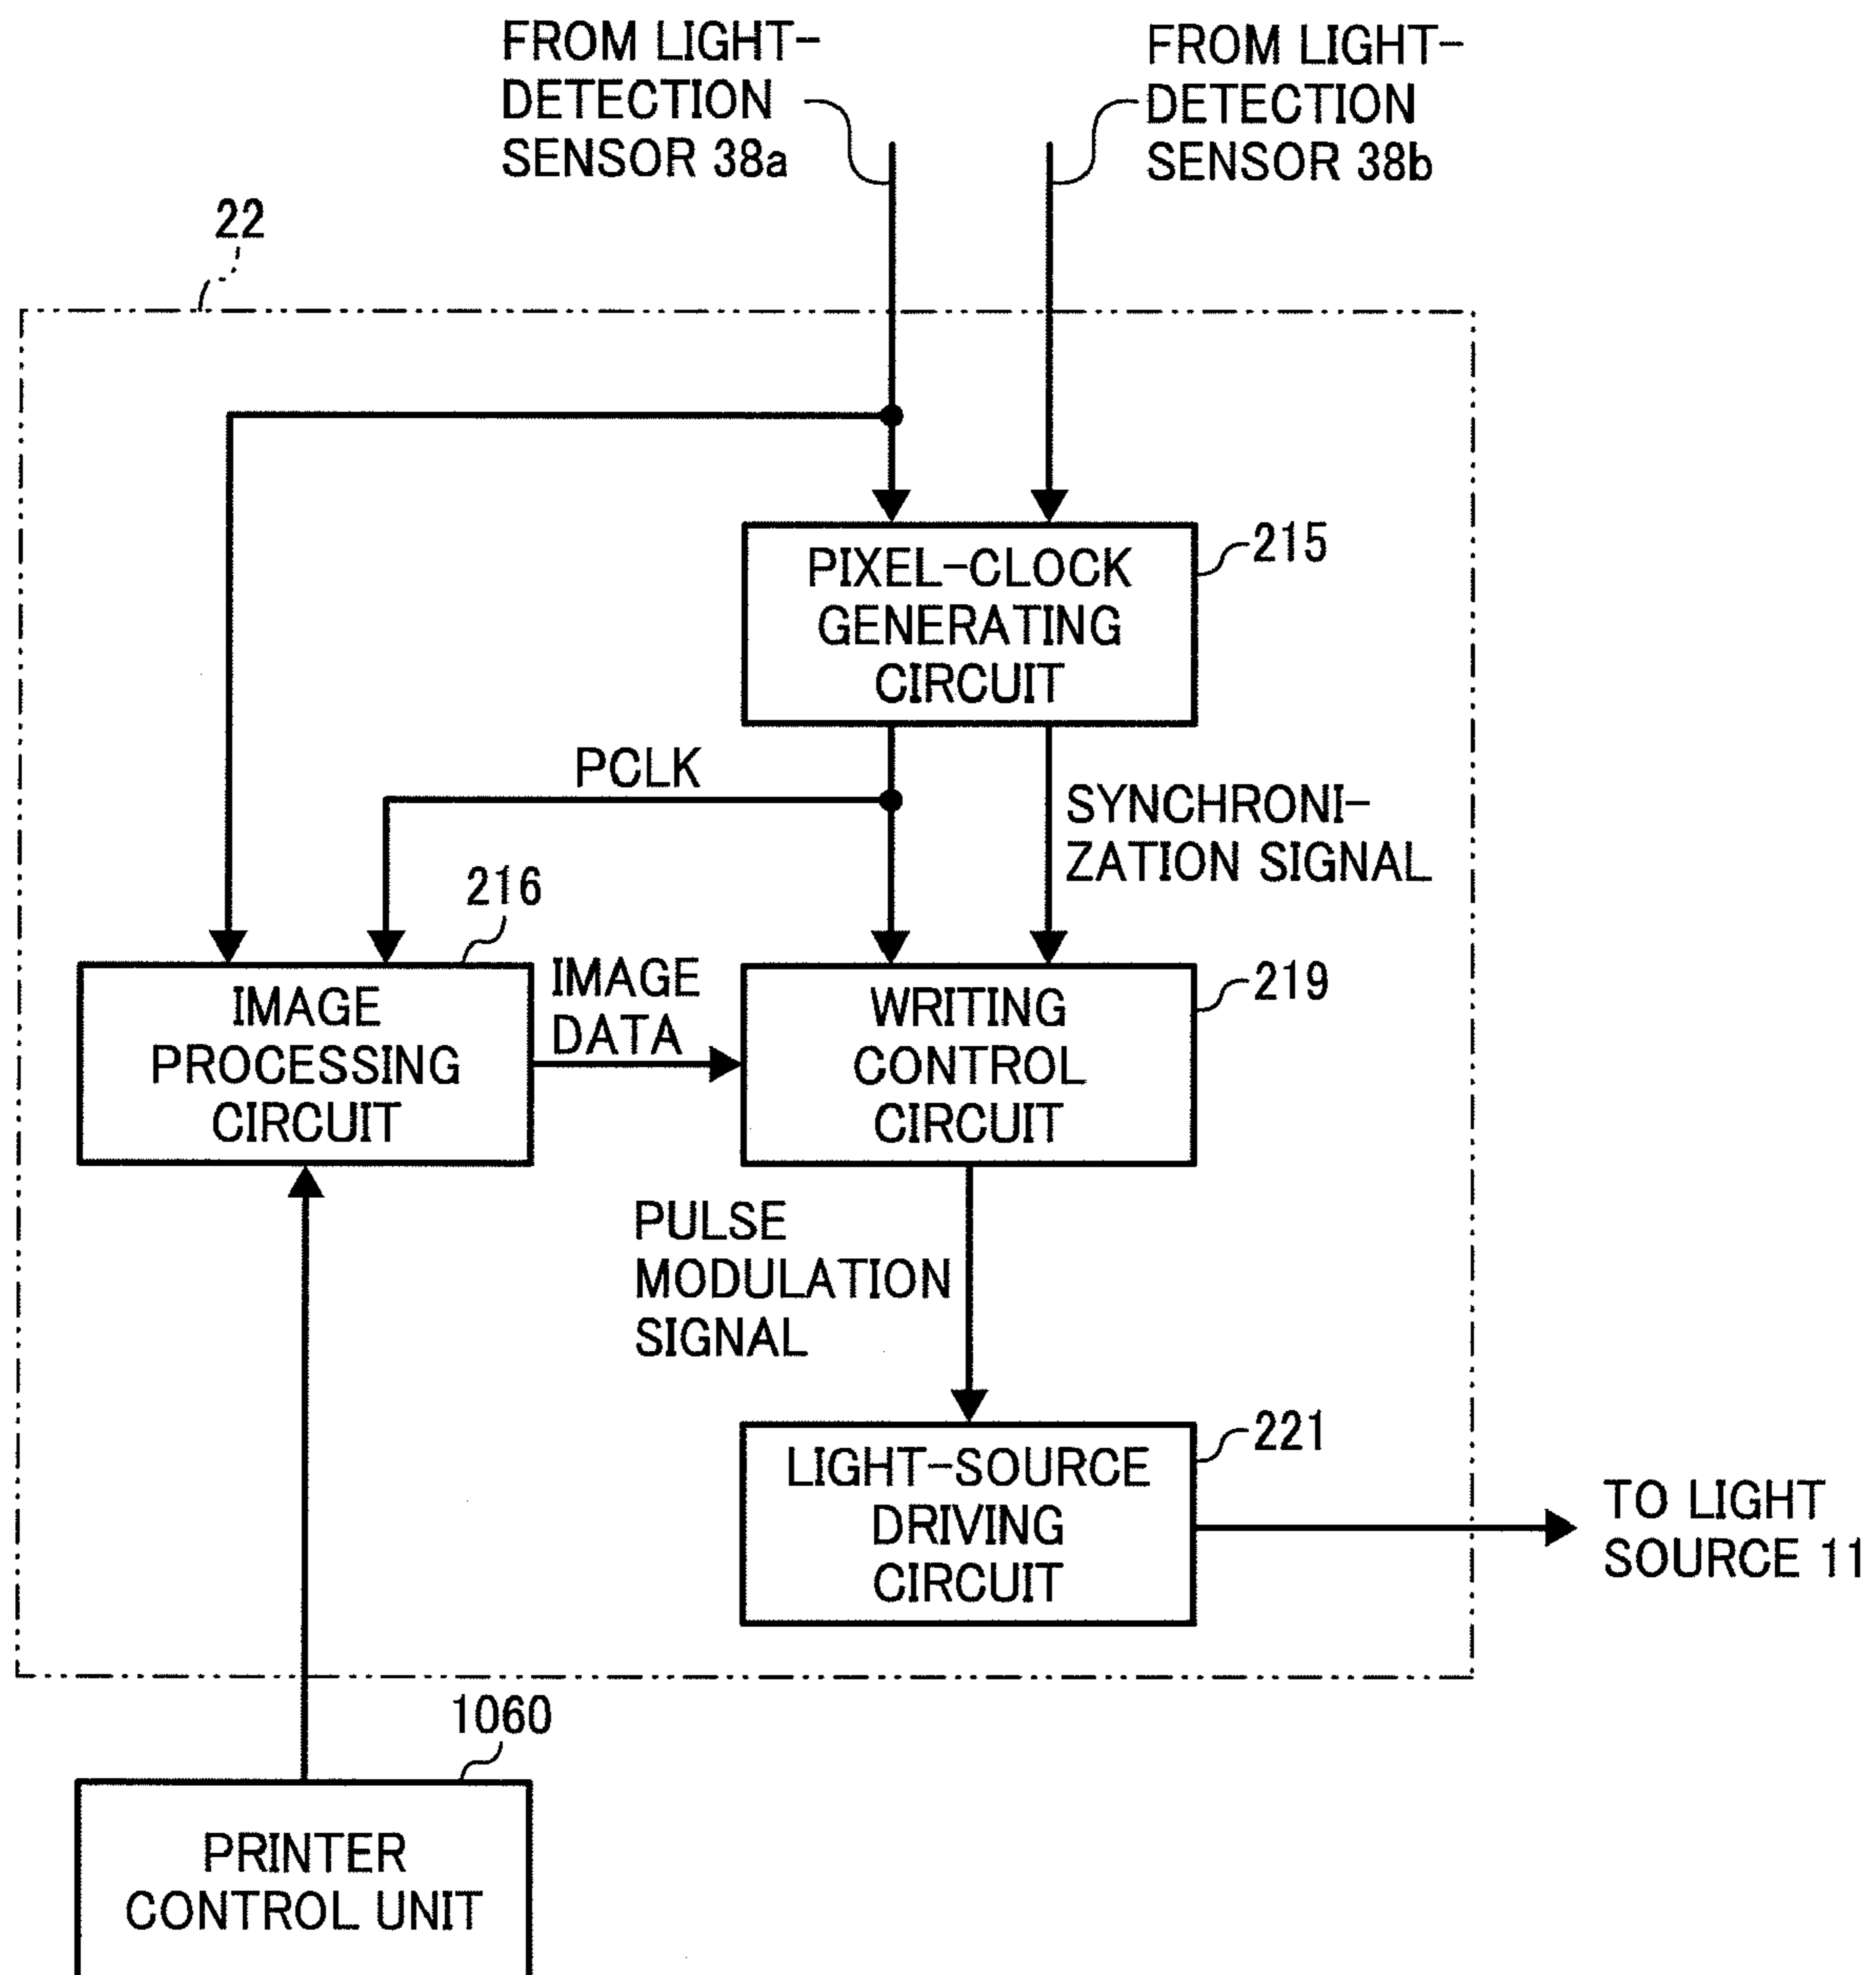 FROM LIGHT-
DETECTION
SENSOR 38a
FROM LIGHT-
DETECTION
SENSOR 38b
22
PIXEL-CLOCK
GENERATING
CIRCUIT
215
PCLK
SYNCHRONI-
ZATION SIGNAL
216
IMAGE
PROCESSING
CIRCUIT
IMAGE
DATA
WRITING
CONTROL
CIRCUIT
219
PULSE
MODULATION
SIGNAL
LIGHT-SOURCE
DRIVING
CIRCUIT
221
TO LIGHT
SOURCE 11
1060
PRINTER
CONTROL UNIT